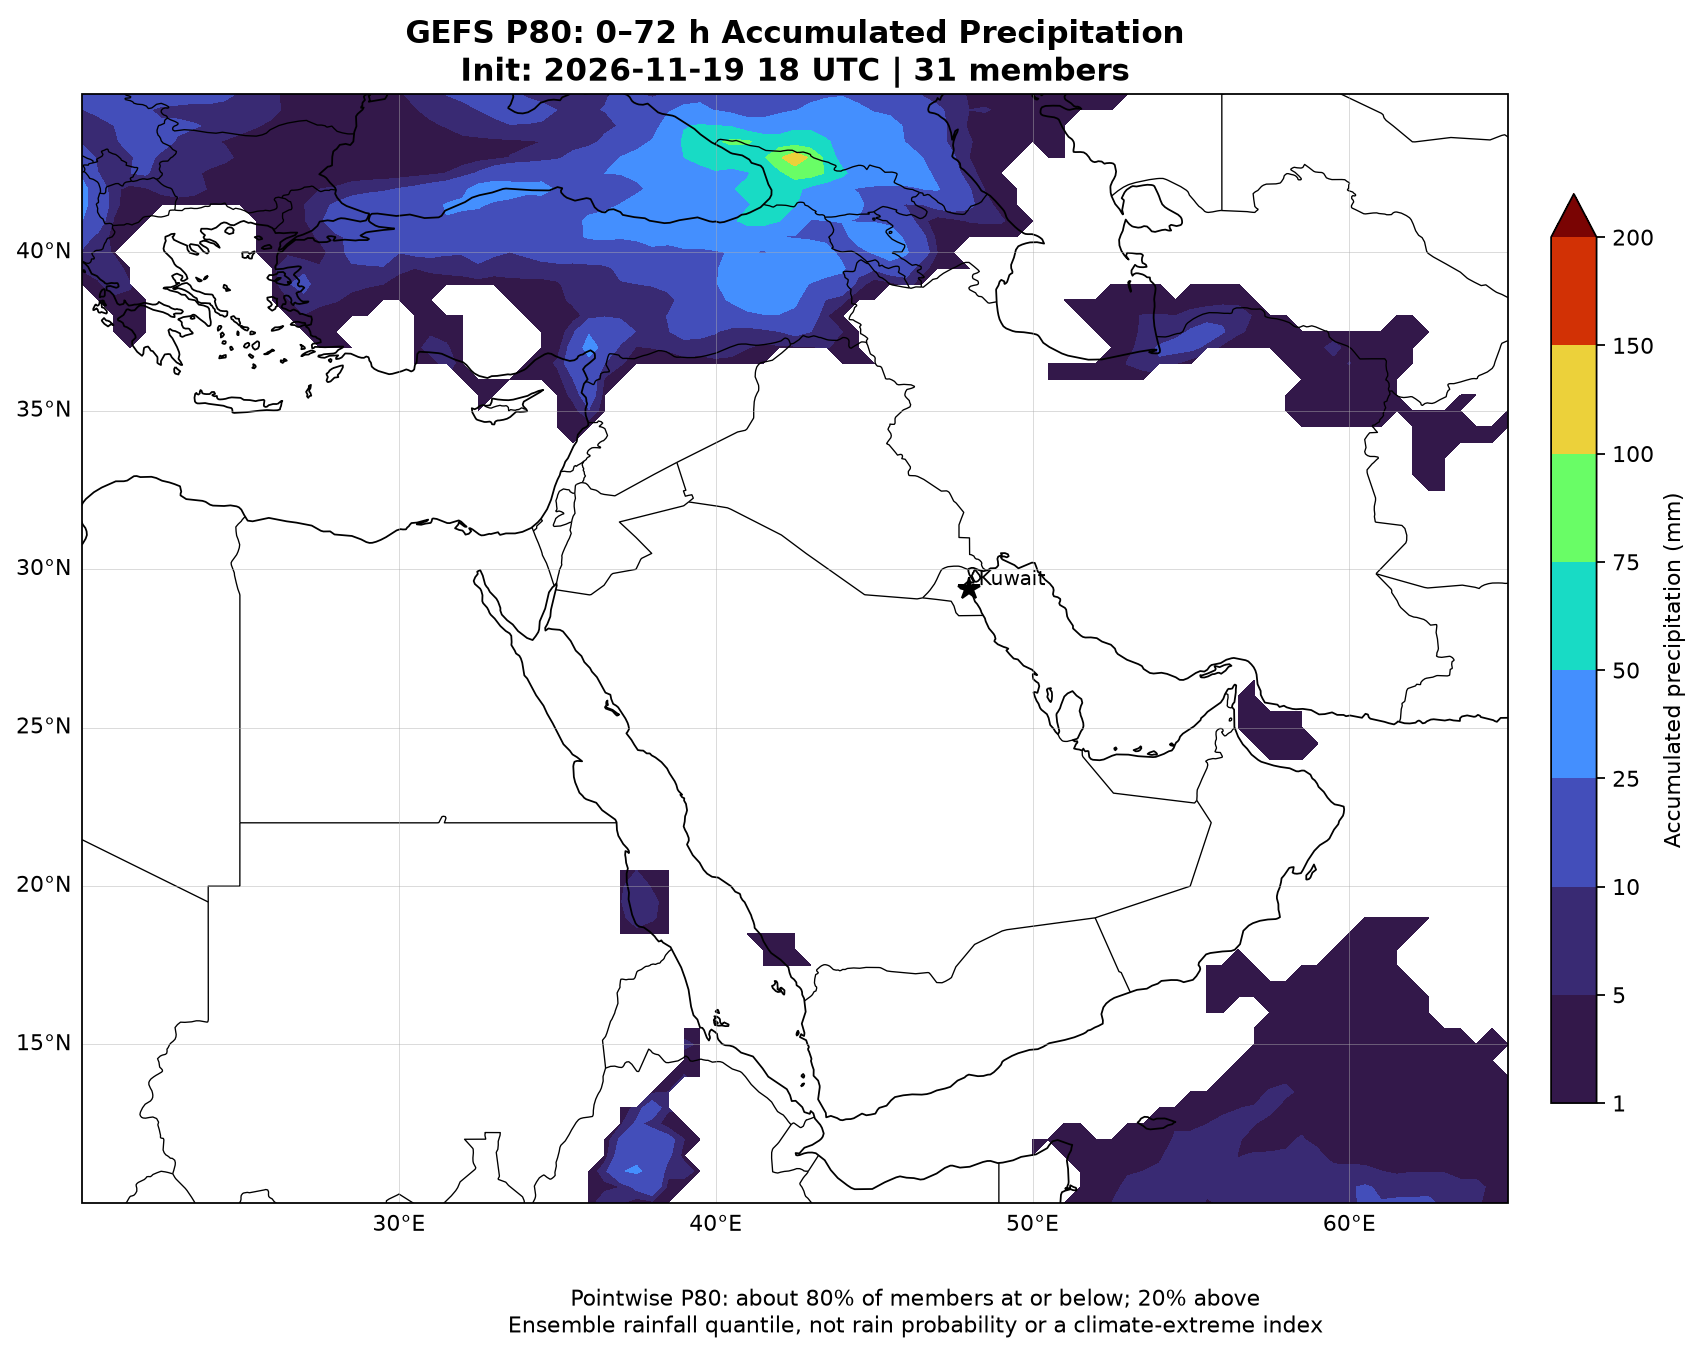 GEFS P80: 0–72 h Accumulated Precipitation
Init: 2026-11-19 18 UTC | 31 members
40°N
35°N
30°N
25°N
20°N
15°N
30°E
40°E
50°E
60°E
Kuwait
200
150
100
75
50
25
10
5
1
Accumulated precipitation (mm)
Pointwise P80: about 80% of members at or below; 20% above
Ensemble rainfall quantile, not rain probability or a climate-extreme index